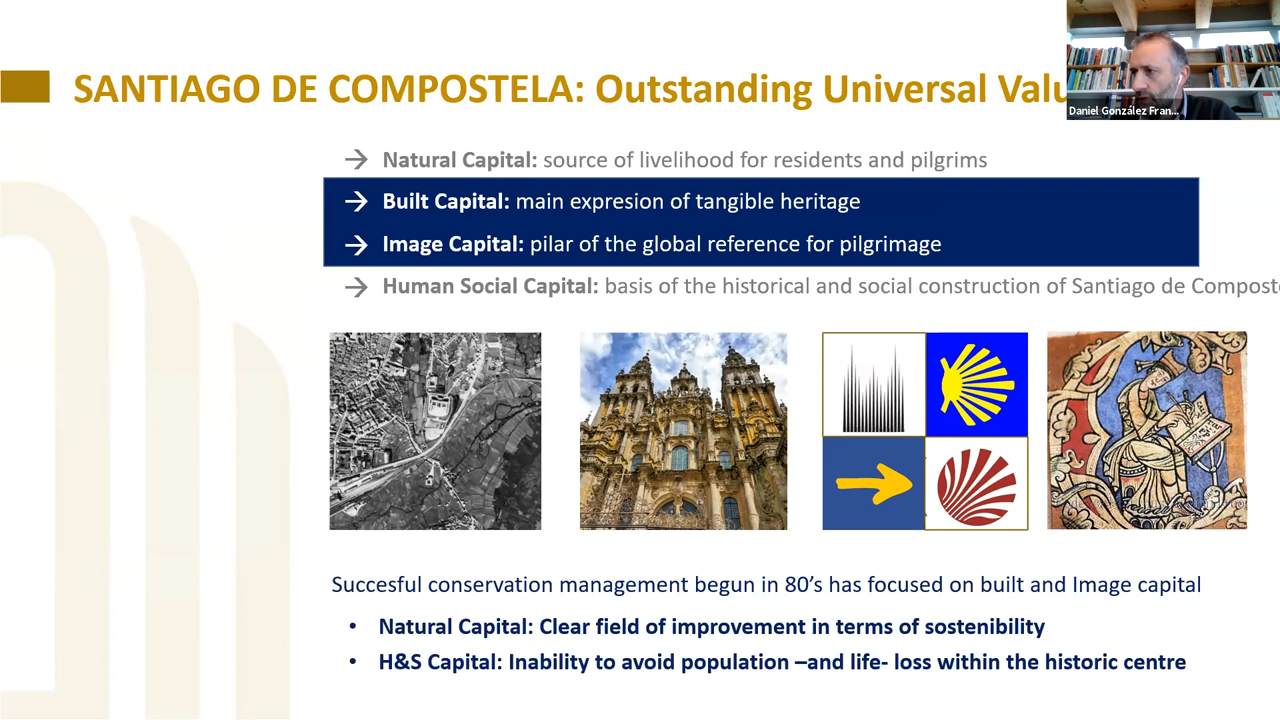 SANTIAGO DE COMPOSTELA: Outstanding Universal Valu
Daniel González Fran...
→ Natural Capital: source of livelihood for residents and pilgrims
→ Built Capital: main expresion of tangible heritage
→ Image Capital: pilar of the global reference for pilgrimage
→ Human Social Capital: basis of the historical and social construction of Santiago de Compost
Succesful conservation management begun in 80's has focused on built and Image capital
• Natural Capital: Clear field of improvement in terms of sostenibility
• H&S Capital: Inability to avoid population –and life- loss within the historic centre